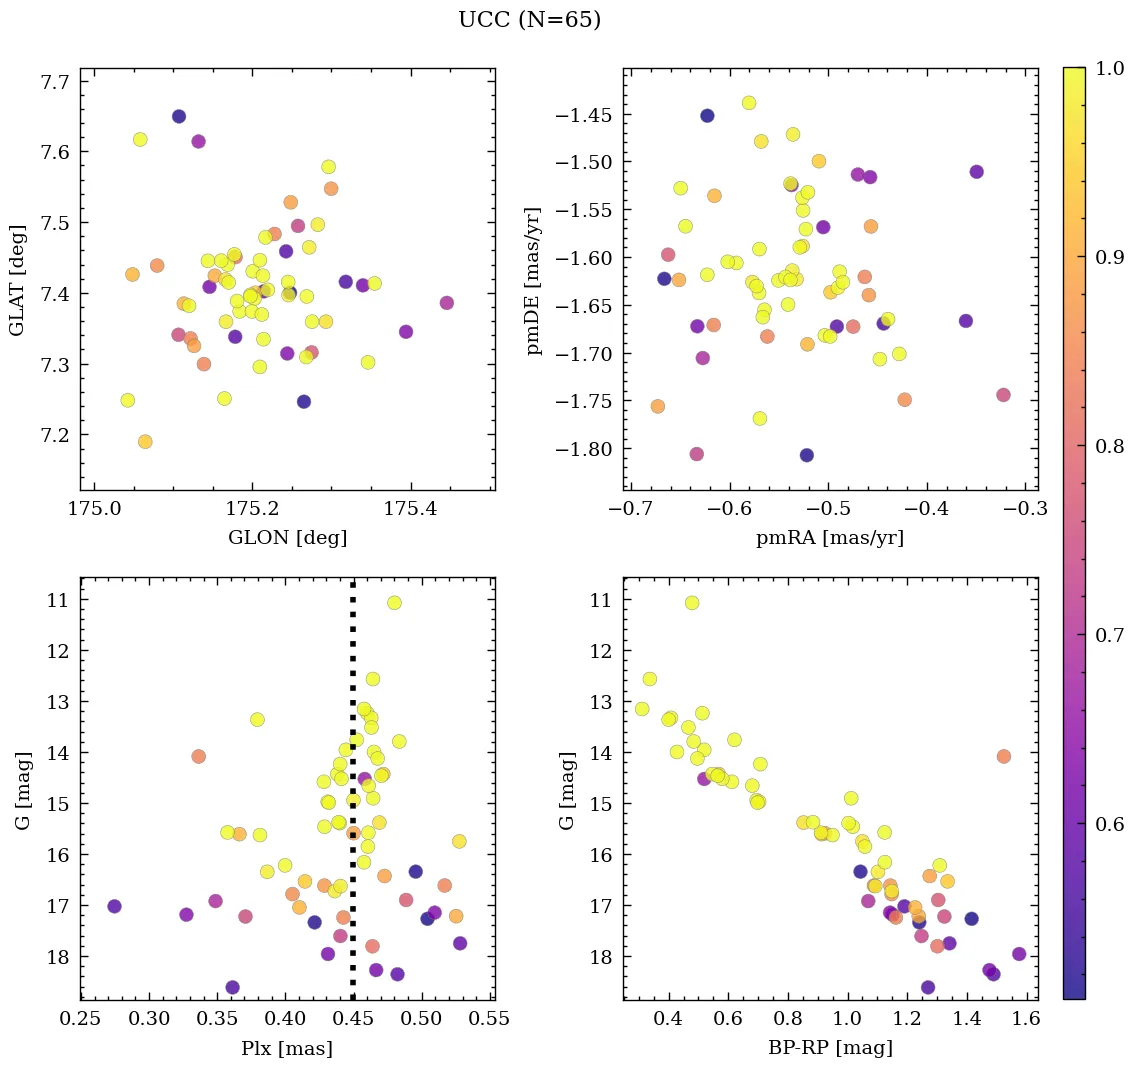 UCC (N=65)
7.7
7.6
7.5
7.4
7.3
7.2
GLAT [deg]
175.0 175.2 175.4
GLON [deg]
−1.45
−1.50
−1.55
−1.60
−1.65
−1.70
−1.75
−1.80
pmDE [mas/yr]
−0.7 −0.6 −0.5 −0.4 −0.3
pmRA [mas/yr]
1.0
0.9
0.8
0.7
0.6
11
12
13
14
15
16
17
18
G [mag]
0.25 0.30 0.35 0.40 0.45 0.50 0.55
Plx [mas]
11
12
13
14
15
16
17
18
G [mag]
0.4 0.6 0.8 1.0 1.2 1.4 1.6
BP-RP [mag]